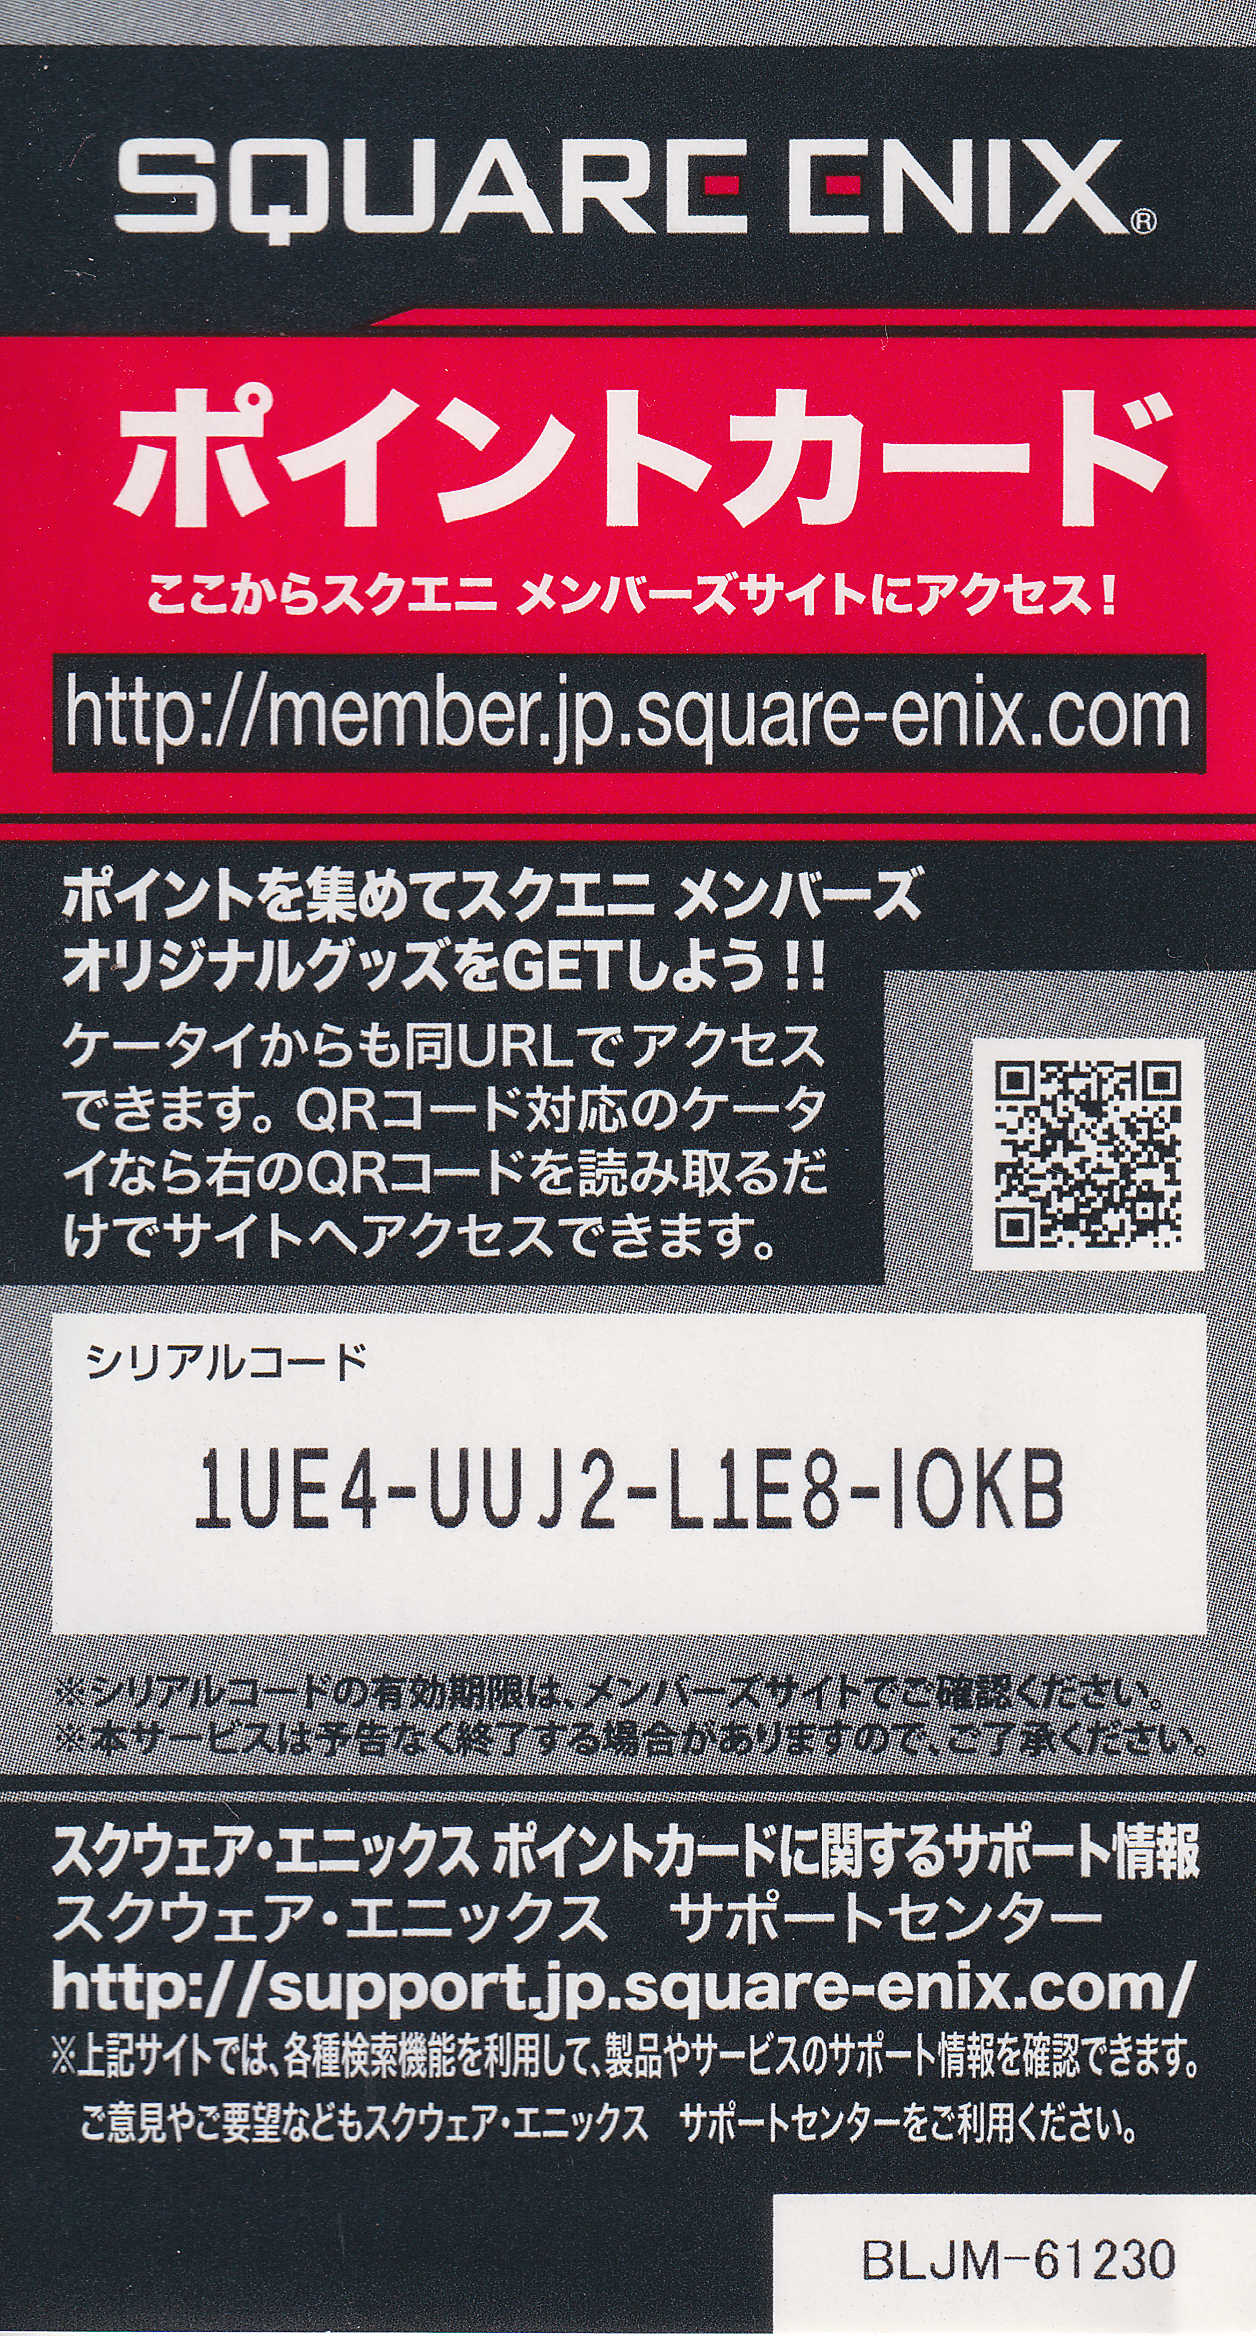 SQUARE ENIX®
ポイントカード
ここからスクエニ メンバーズサイトにアクセス!
http://member.jp.square-enix.com
ポイントを集めてスクエニ メンバーズ
オリジナルグッズをGETしよう!!
ケータイからも同URLでアクセス
できます。QRコード対応のケータ
イなら右のQRコードを読み取るだ
けでサイトへアクセスできます。
シリアルコード
1UE4-UUJ2-L1E8-IOKB
※シリアルコードの有効期限は、メンバーズサイトでご確認ください。
※本サービスは予告なく終了する場合がありますので、ご了承ください。
スクウェア・エニックス ポイントカードに関するサポート情報
スクウェア・エニックス　サポートセンター
http://support.jp.square-enix.com/
※上記サイトでは、各種検索機能を利用して、製品やサービスのサポート情報を確認できます。
ご意見やご要望などもスクウェア・エニックス　サポートセンターをご利用ください。
BLJM-61230